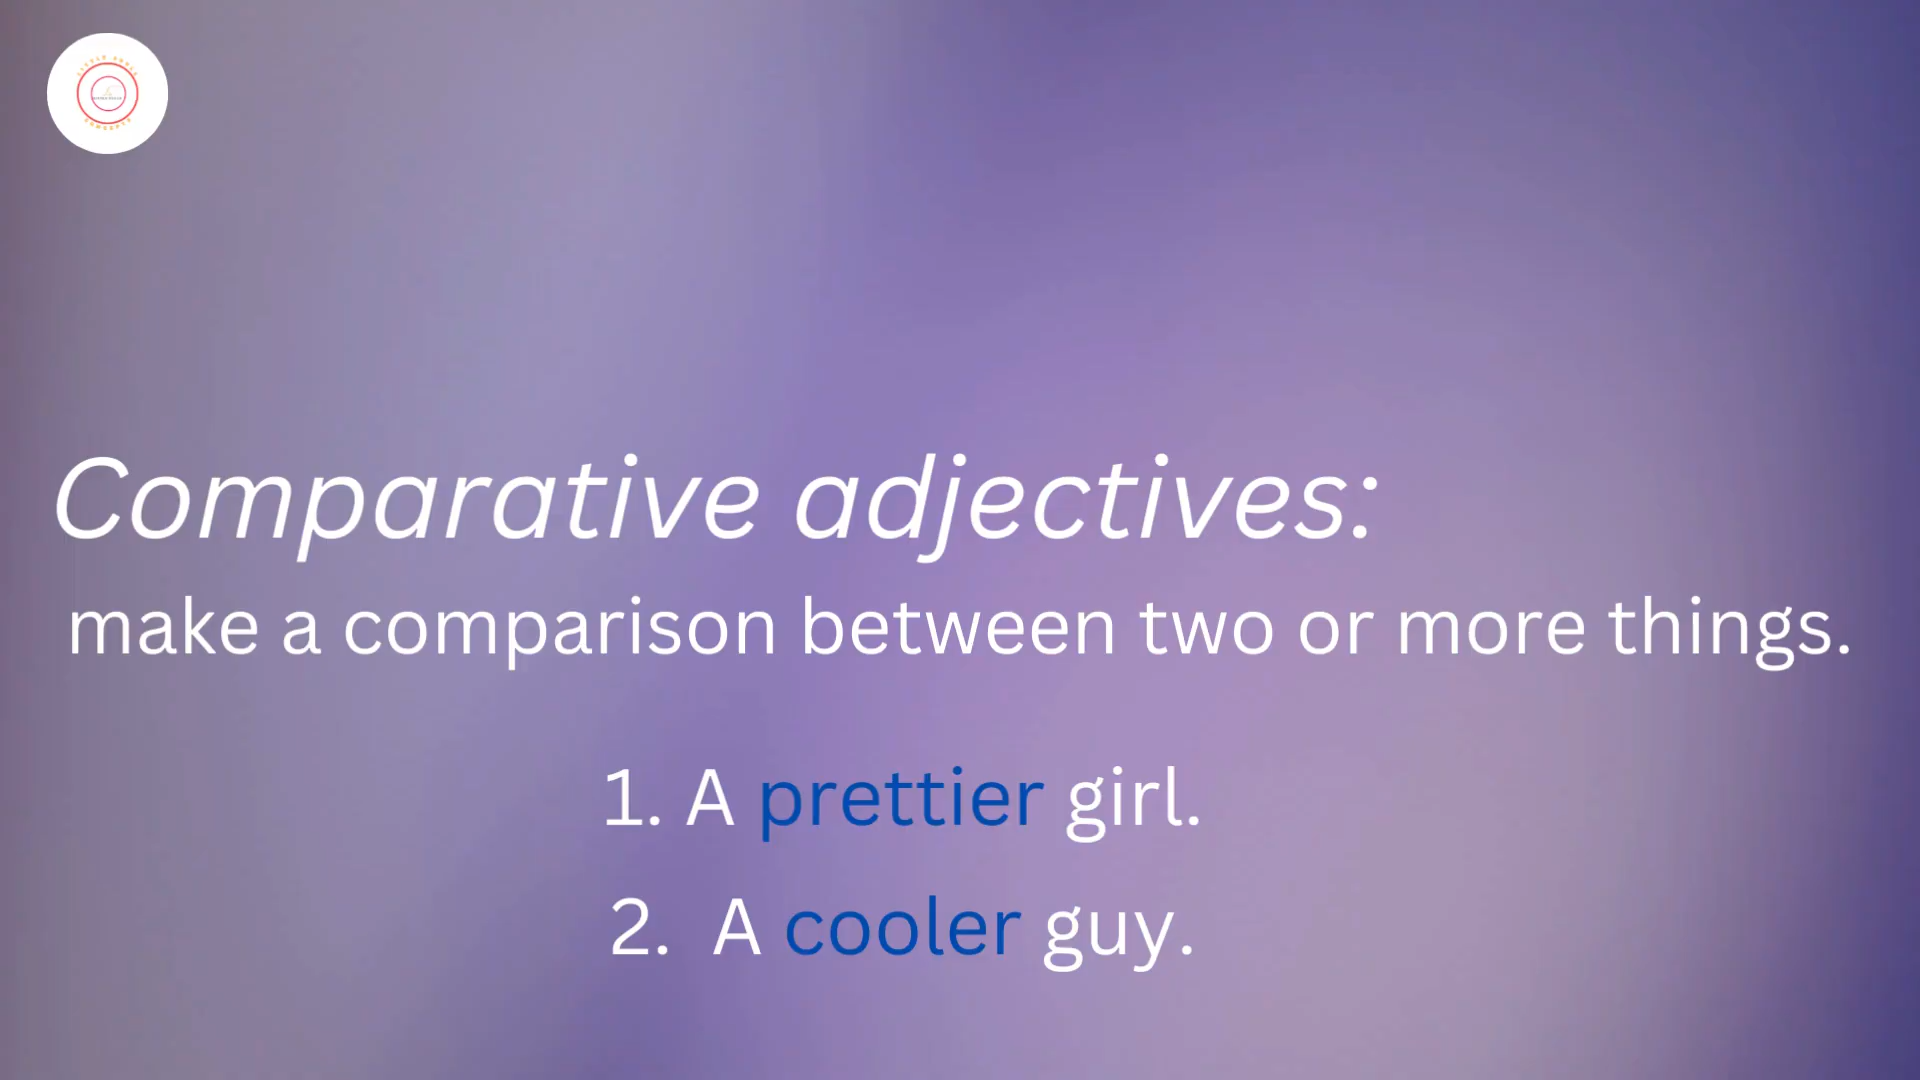 Comparative adjectives:
make a comparison between two or more things.
1. A prettier girl.
2. A cooler guy.